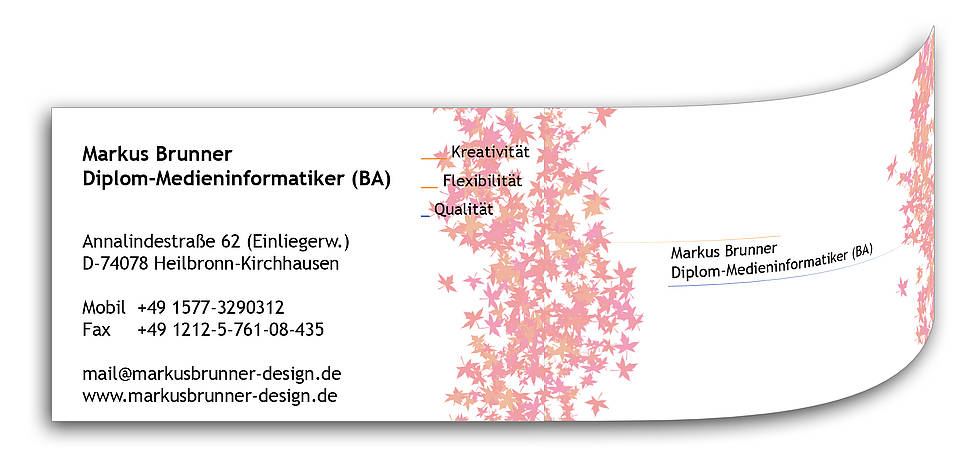 Markus Brunner
Diplom-Medieninformatiker (BA)
Annalindestraße 62 (Einliegerw.)
D-74078 Heilbronn-Kirchhausen
Mobil +49 1577-3290312
Fax +49 1212-5-761-08-435
mail@markusbrunner-design.de
www.markusbrunner-design.de
Kreativität
Flexibilität
Qualität
Markus Brunner
Diplom-Medieninformatiker (BA)